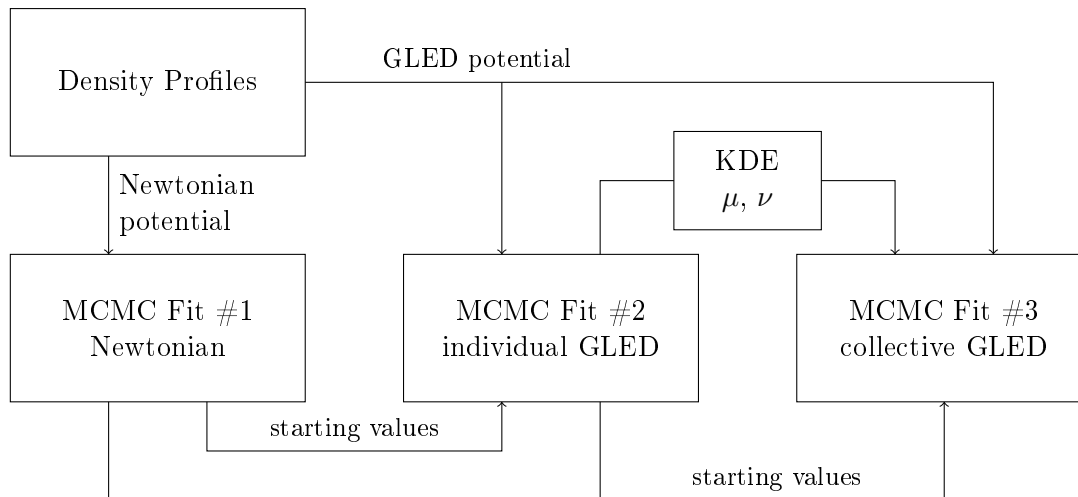 GLED potential
Density Profiles
KDE
μ, ν
Newtonian
potential
MCMC Fit #1
Newtonian
MCMC Fit #2
individual GLED
MCMC Fit #3
collective GLED
starting values
starting values